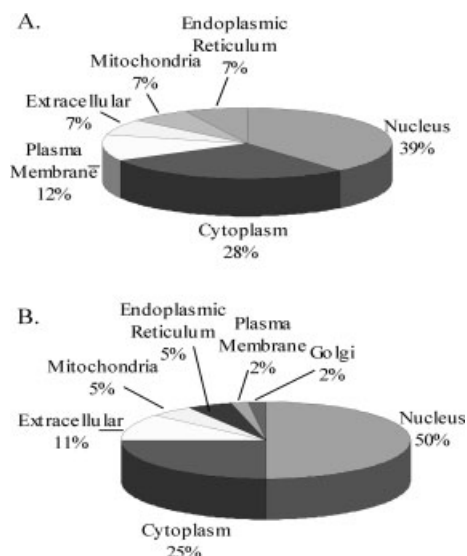 A.
Endoplasmic
Reticulum
7%
Mitochondria
7%
Extracellular
7%
Plasma
Membrane
12%
Nucleus
39%
Cytoplasm
28%
B.
Endoplasmic
Reticulum
5%
Plasma
Membrane
2%
Golgi
2%
Mitochondria
5%
Extracellular
11%
Nucleus
50%
Cytoplasm
25%